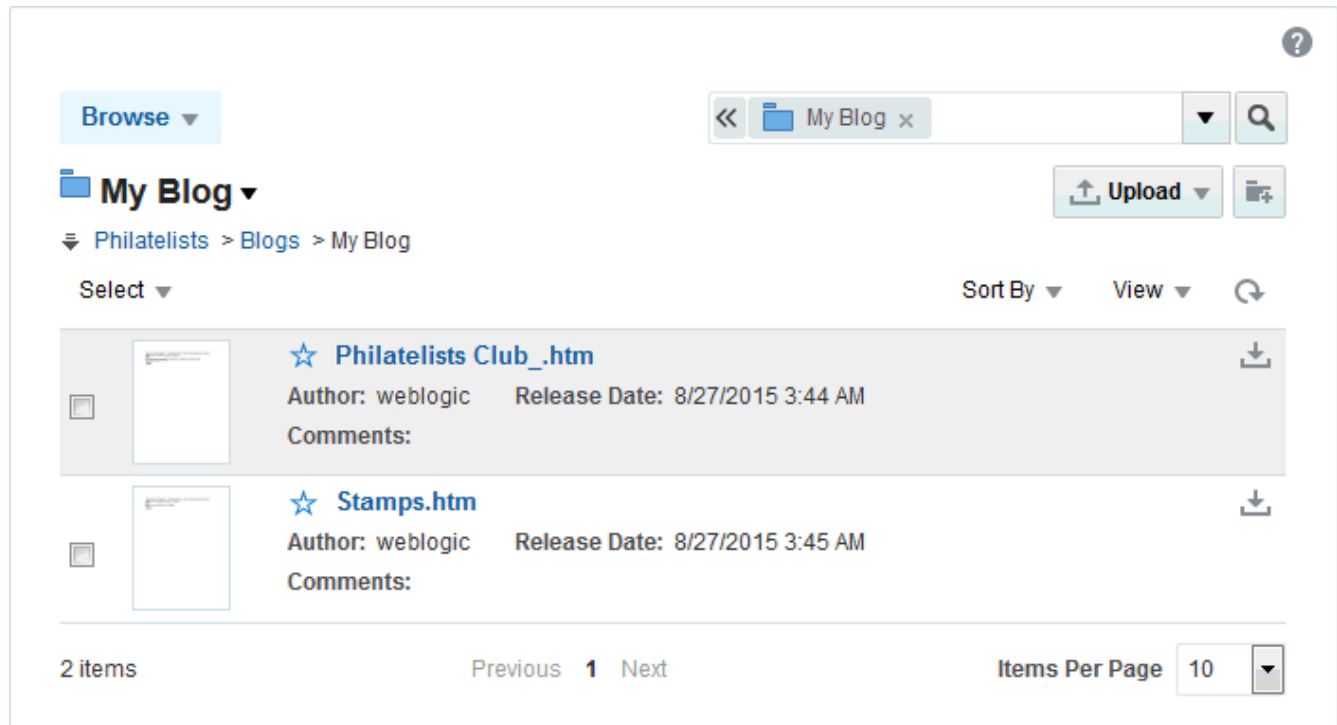 ?
Browse
My Blog ×
My Blog
Upload
Philatelists > Blogs > My Blog
Select
Sort By View
Philatelists Club_.htm
Author: weblogic Release Date: 8/27/2015 3:44 AM
Comments:
Stamps.htm
Author: weblogic Release Date: 8/27/2015 3:45 AM
Comments:
2 items Previous 1 Next Items Per Page 10